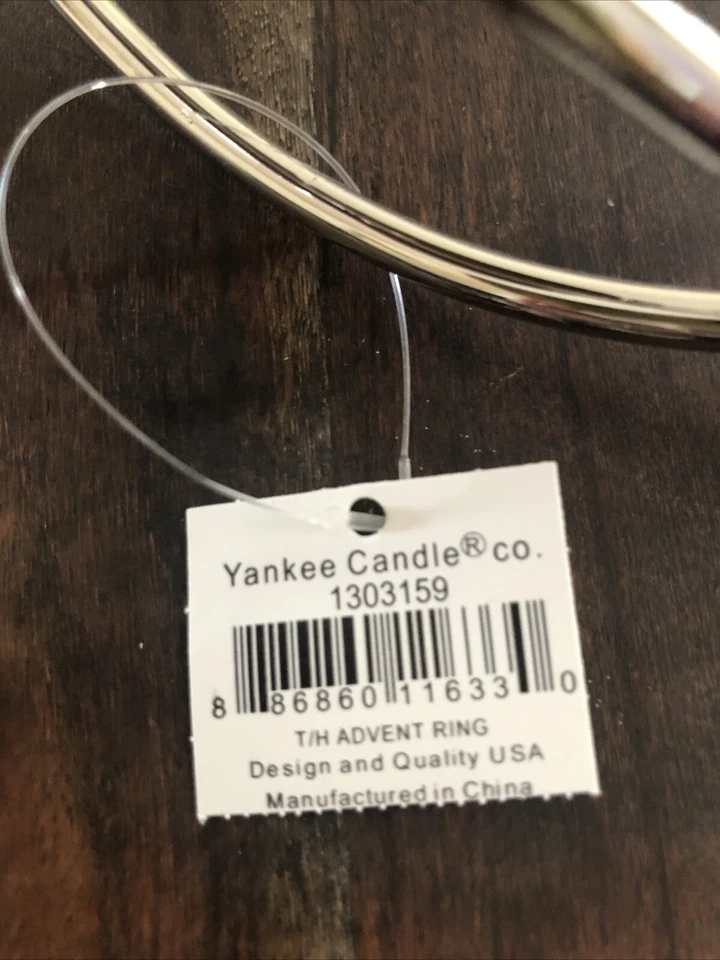 Yankee Candle® co.
1303159
8 86860 11633 0
T/H ADVENT RING
Design and Quality USA
Manufactured in China